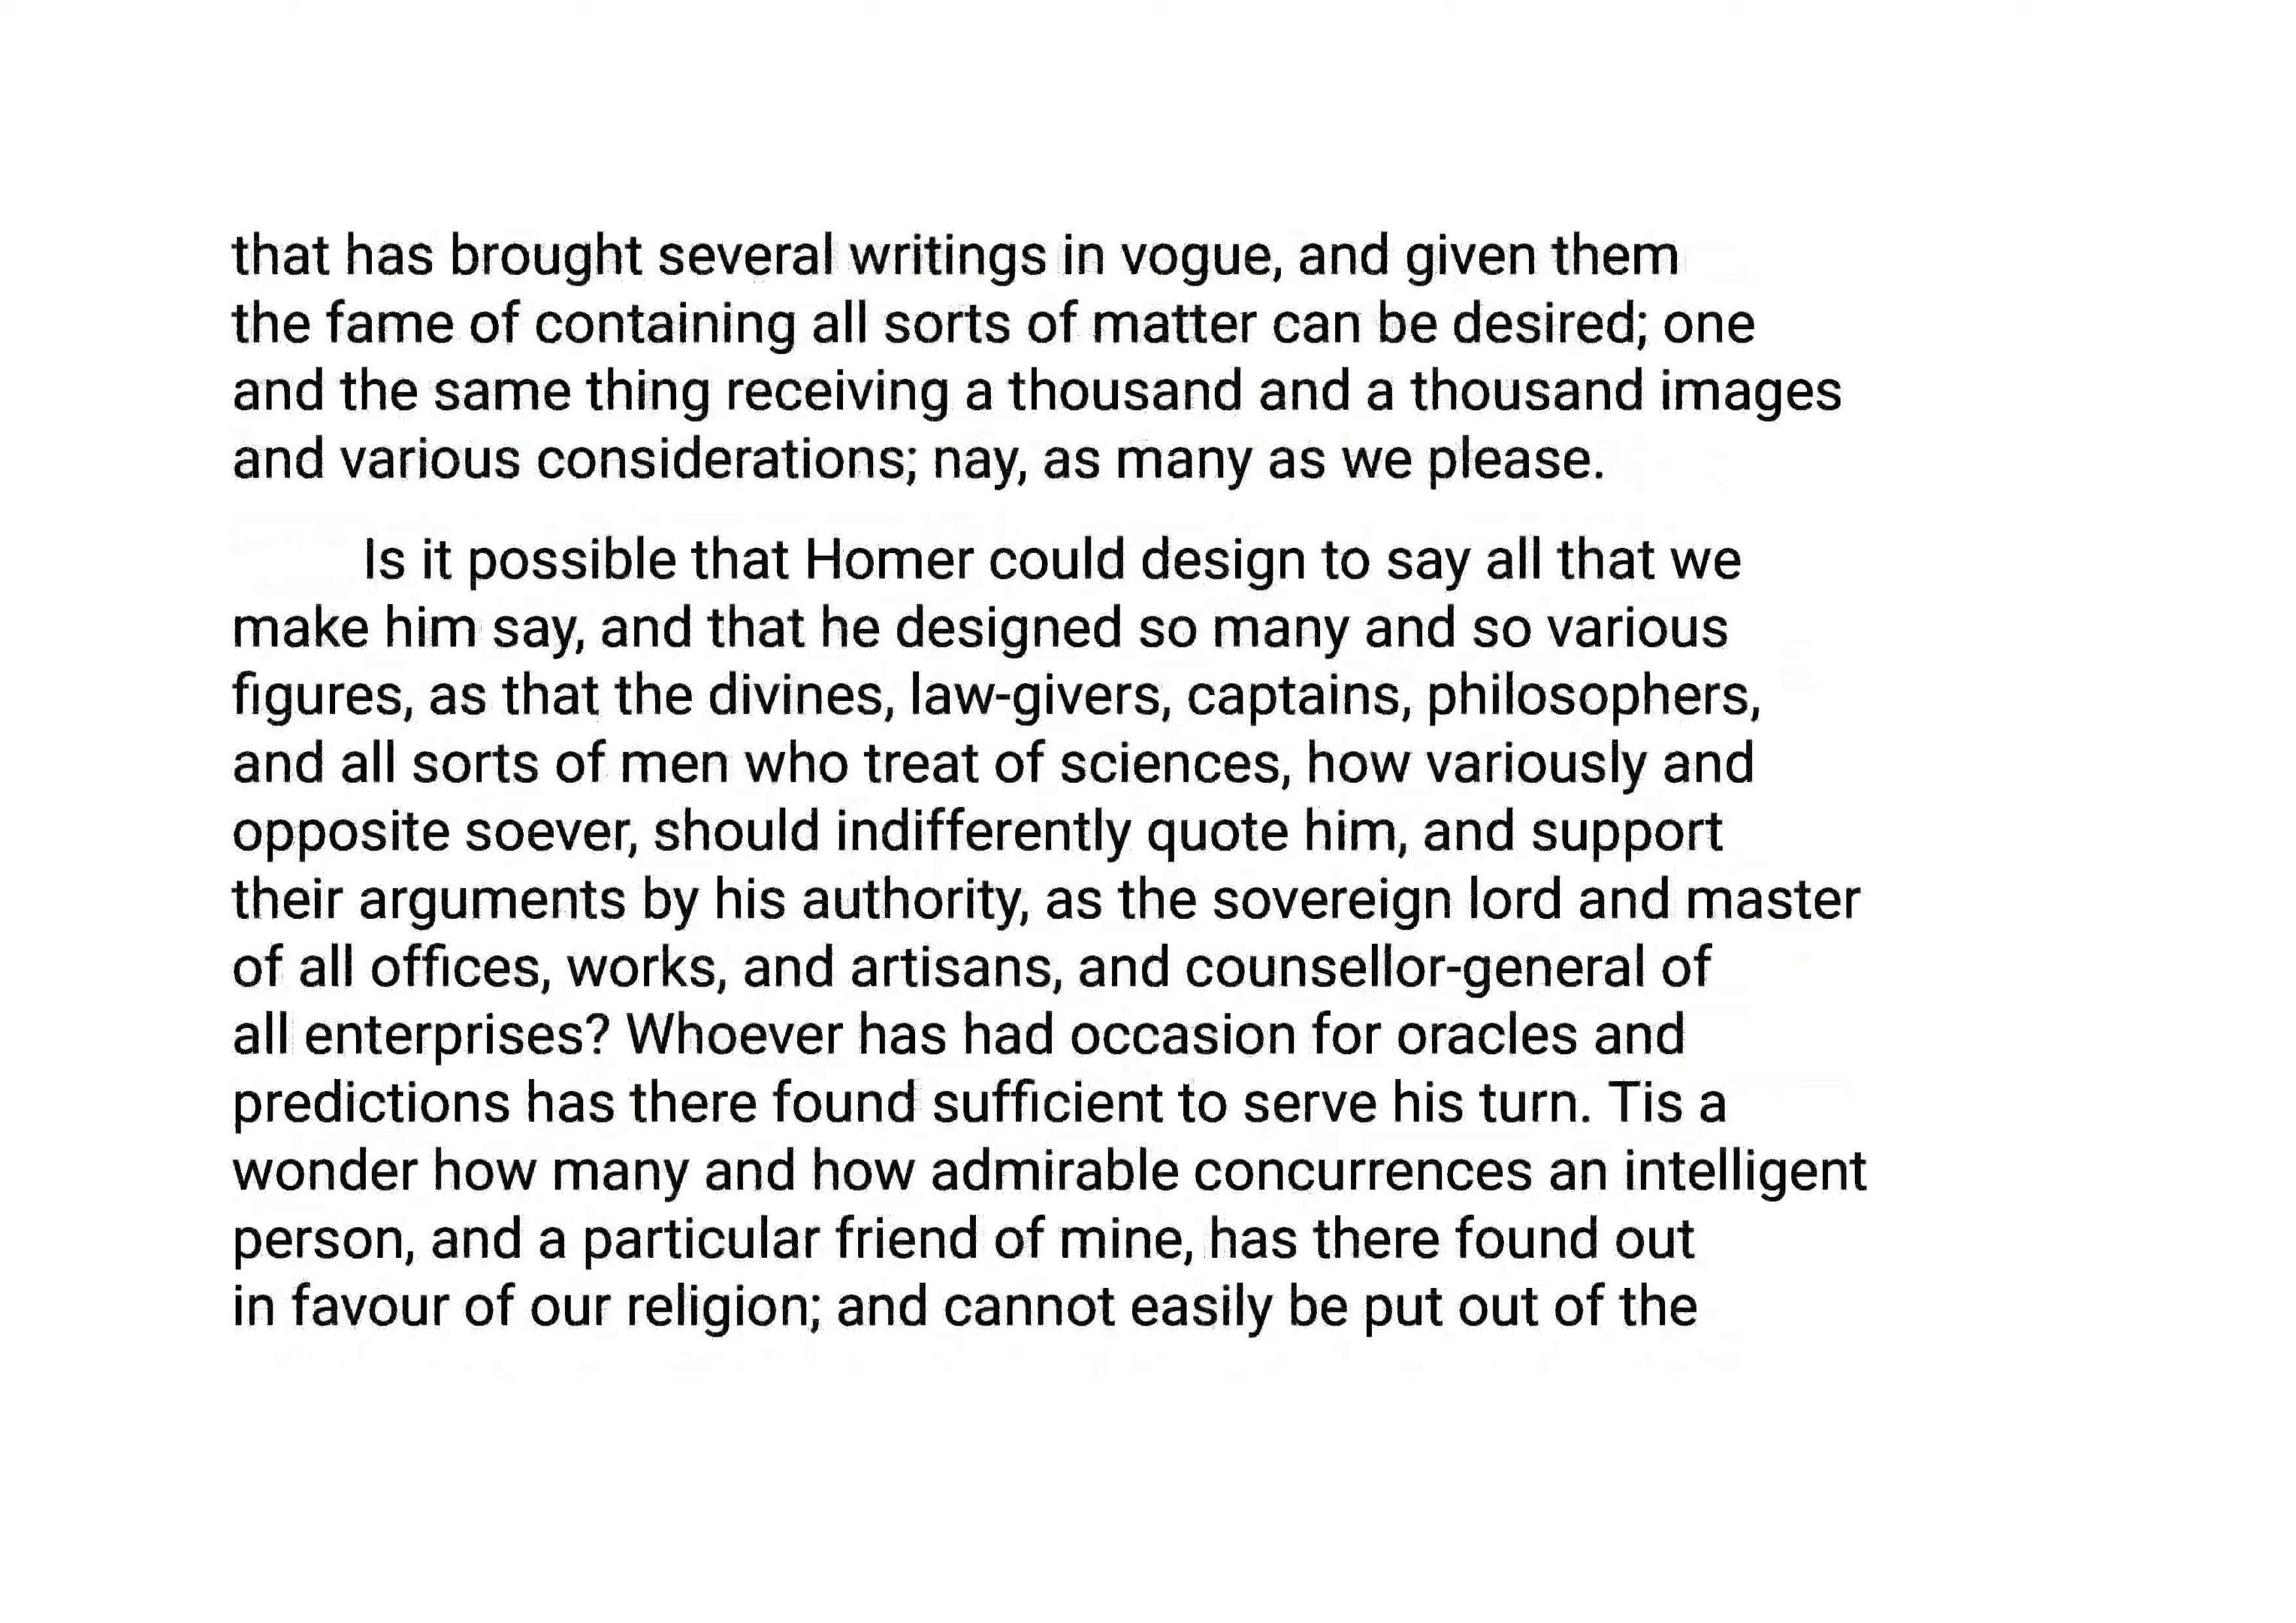 that has brought several writings in vogue, and given them
the fame of containing all sorts of matter can be desired; one
and the same thing receiving a thousand and a thousand images
and various considerations; nay, as many as we please.
Is it possible that Homer could design to say all that we
make him say, and that he designed so many and so various
figures, as that the divines, law-givers, captains, philosophers,
and all sorts of men who treat of sciences, how variously and
opposite soever, should indifferently quote him, and support
their arguments by his authority, as the sovereign lord and master
of all offices, works, and artisans, and counsellor-general of
all enterprises? Whoever has had occasion for oracles and
predictions has there found sufficient to serve his turn. Tis a
wonder how many and how admirable concurrences an intelligent
person, and a particular friend of mine, has there found out
in favour of our religion; and cannot easily be put out of the